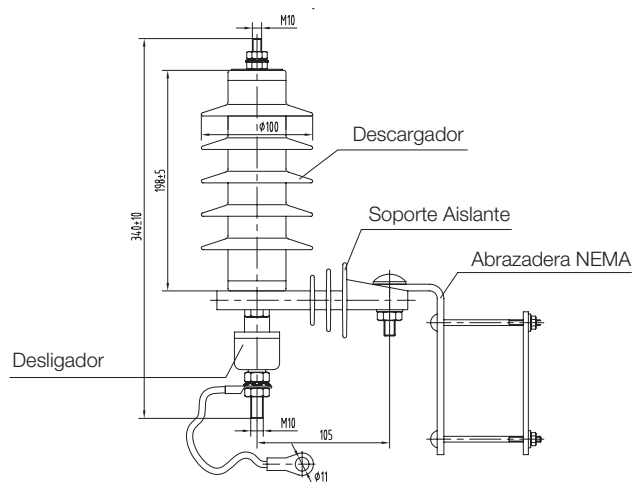 M10
ϕ100
Descargador
198±5
340±10
Soporte Aislante
Abrazadera NEMA
Desligador
M10
105
ϕ11